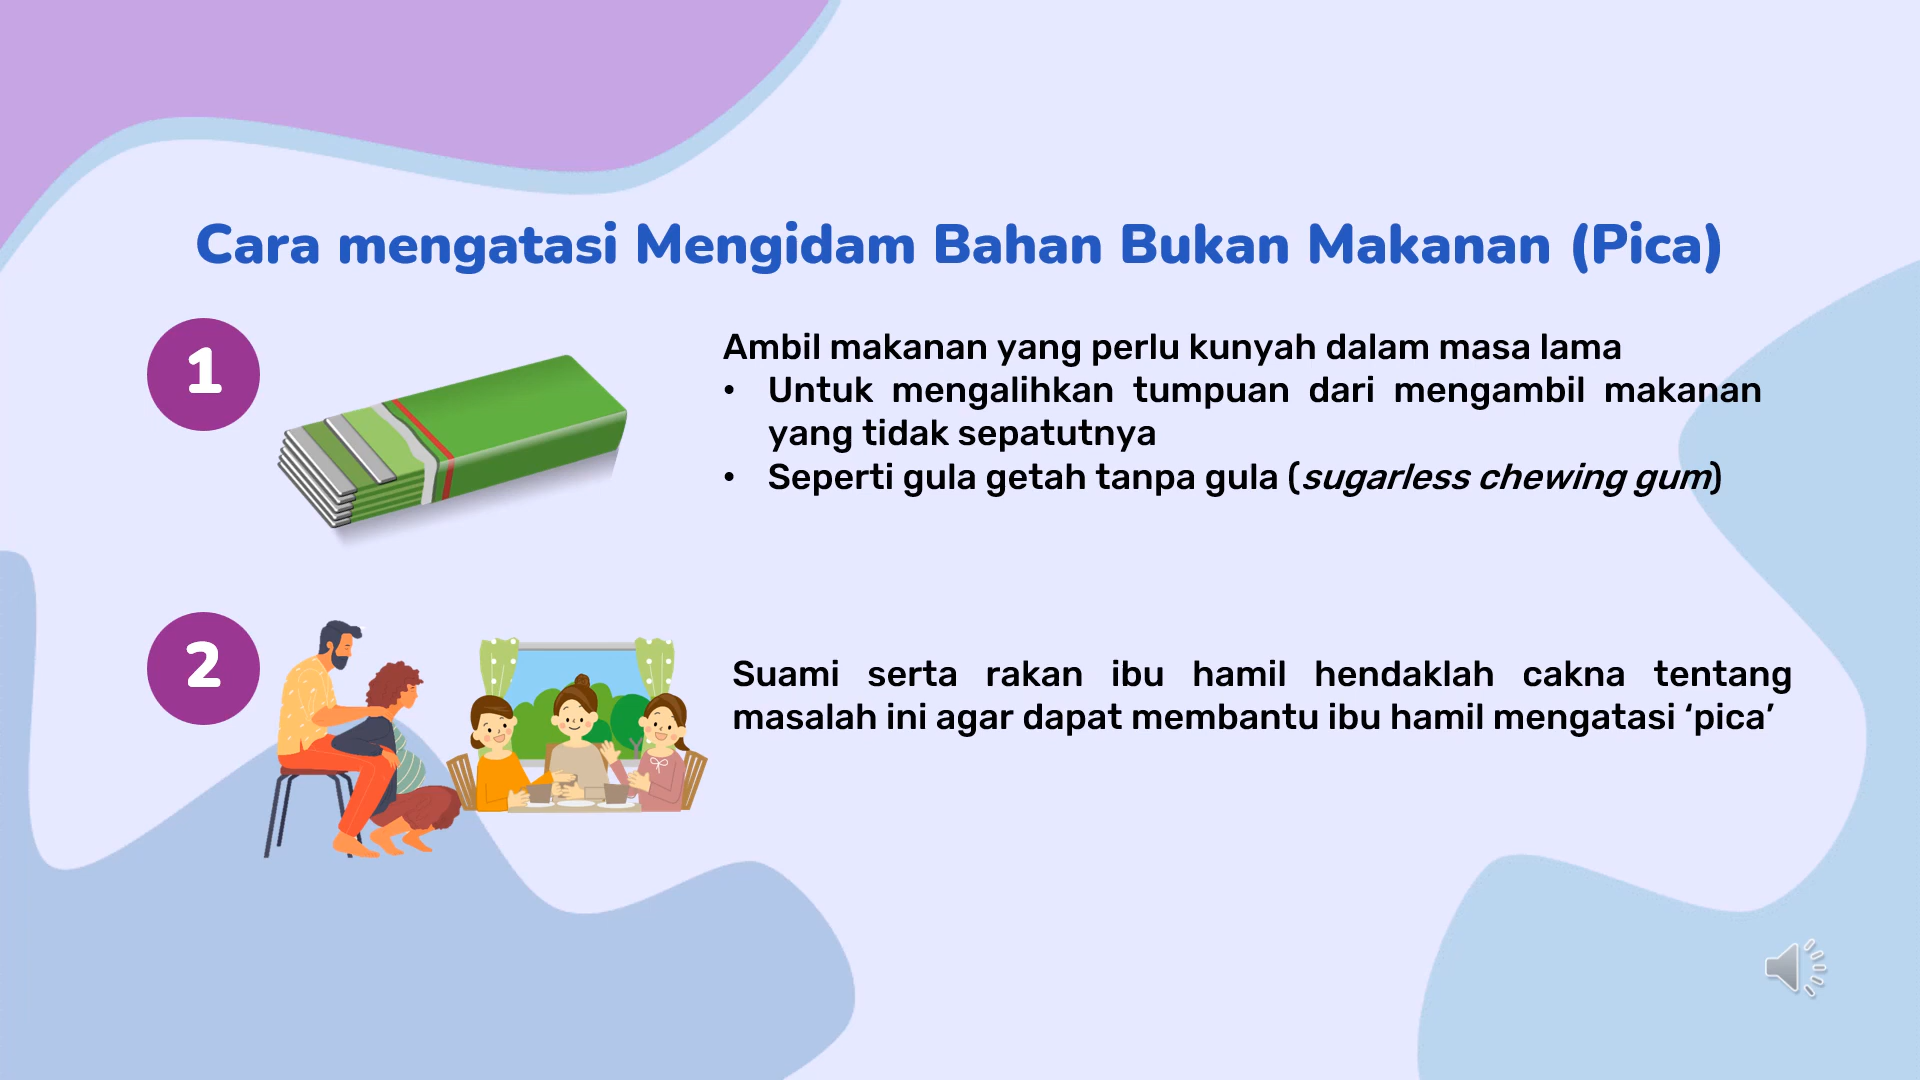 Cara mengatasi Mengidam Bahan Bukan Makanan (Pica)
1
Ambil makanan yang perlu kunyah dalam masa lama
• Untuk mengalihkan tumpuan dari mengambil makanan
yang tidak sepatutnya
• Seperti gula getah tanpa gula (sugarless chewing gum)
2
Suami serta rakan ibu hamil hendaklah cakna tentang
masalah ini agar dapat membantu ibu hamil mengatasi ‘pica’